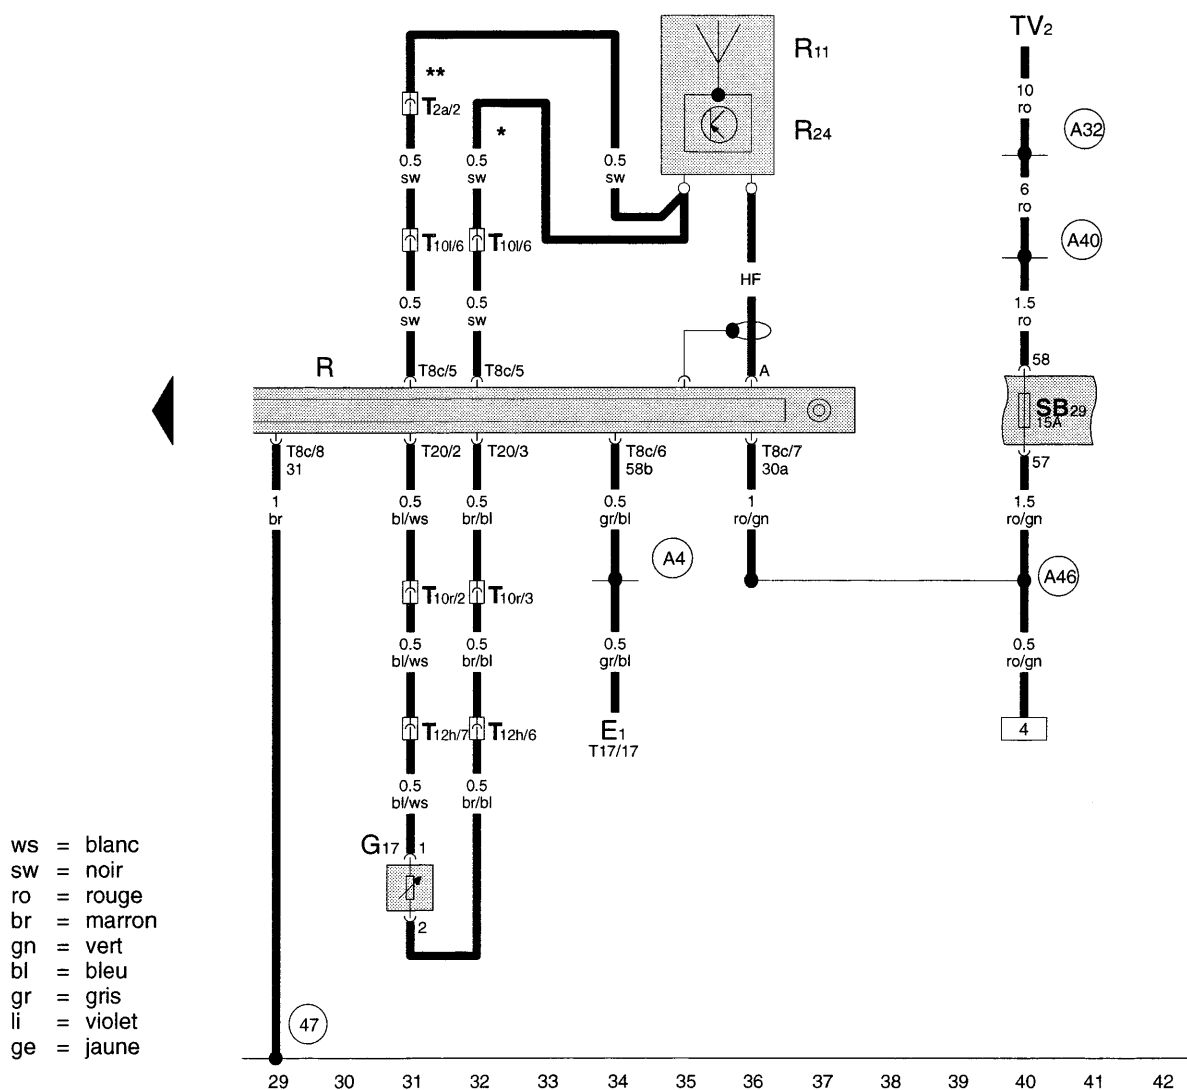 TV2
R11
**
10
ro
T2a/2
A32
*
R24
0.5
sw
0.5
sw
0.5
sw
6
ro
T10l/6
T10l/6
A40
HF
0.5
sw
0.5
sw
1.5
ro
R
T8c/5
T8c/5
A
58
SB29
15A
T8c/8
31
T20/2
T20/3
T8c/6
58b
T8c/7
30a
57
1
br
0.5
bl/ws
0.5
br/bl
0.5
gr/bl
1
ro/gn
1.5
ro/gn
A4
A46
T10r/2
T10r/3
0.5
bl/ws
0.5
br/bl
0.5
gr/bl
0.5
ro/gn
T12h/7
T12h/6
E1
T17/17
4
0.5
bl/ws
0.5
br/bl
G17
1
2
ws = blanc
sw = noir
ro = rouge
br = marron
gn = vert
bl = bleu
gr = gris
li = violet
ge = jaune
47
29 30 31 32 33 34 35 36 37 38 39 40 41 42